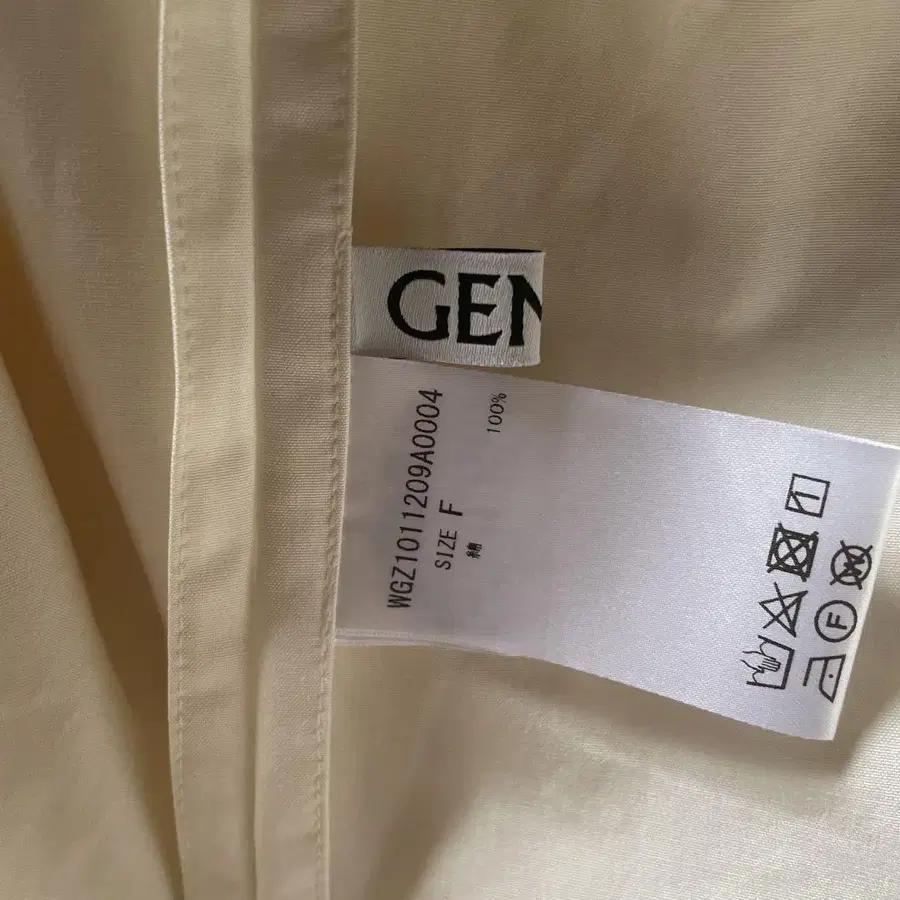 GEN
WGZ1011209A0004
SIZE F
綿 100%
F
W